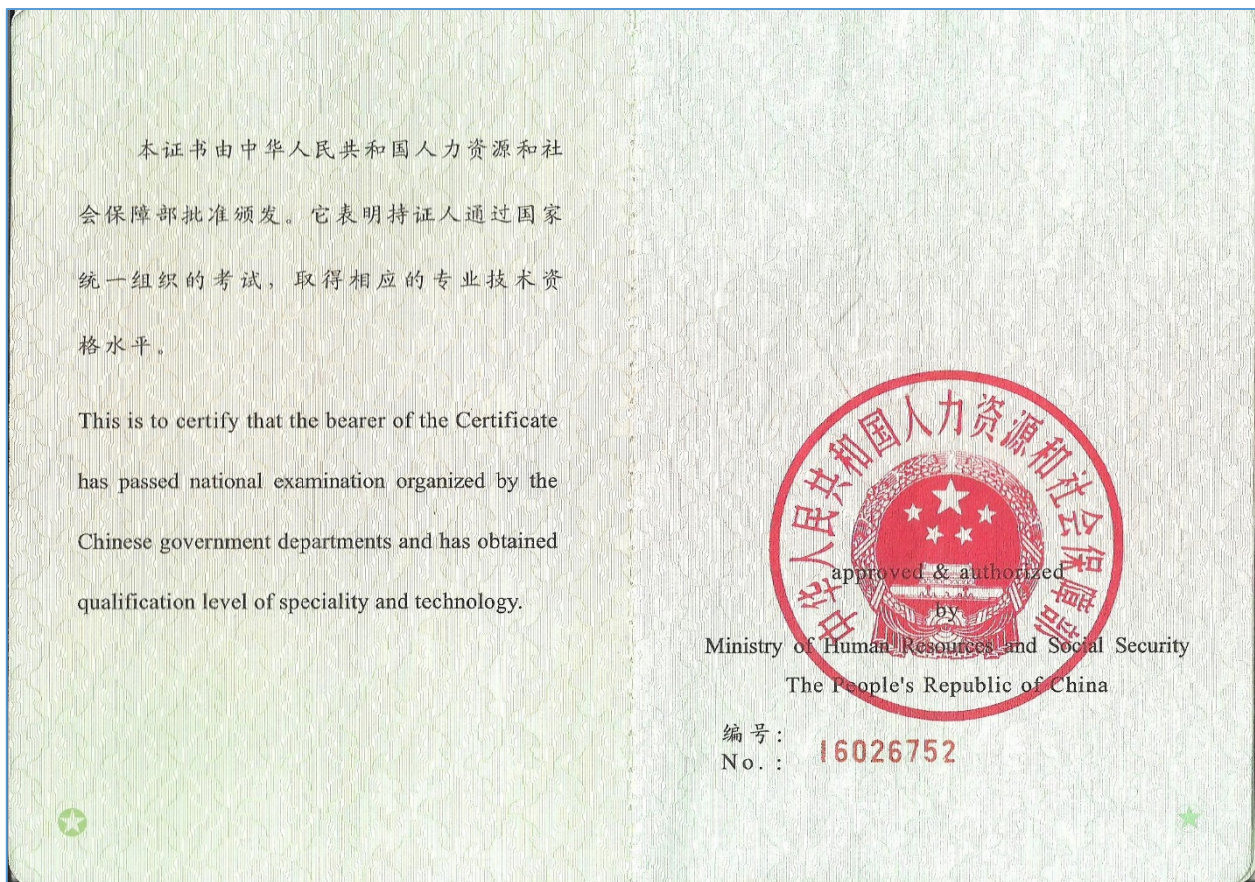 本证书由中华人民共和国人力资源和社
会保障部批准颁发。它表明持证人通过国家
统一组织的考试，取得相应的专业技术资
格水平。
This is to certify that the bearer of the Certificate
has passed national examination organized by the
Chinese government departments and has obtained
qualification level of speciality and technology.
中华人民共和国人力资源和社会保障部
approved & authorized
by
Ministry of Human Resources and Social Security
The People's Republic of China
编号：
No. : 16026752